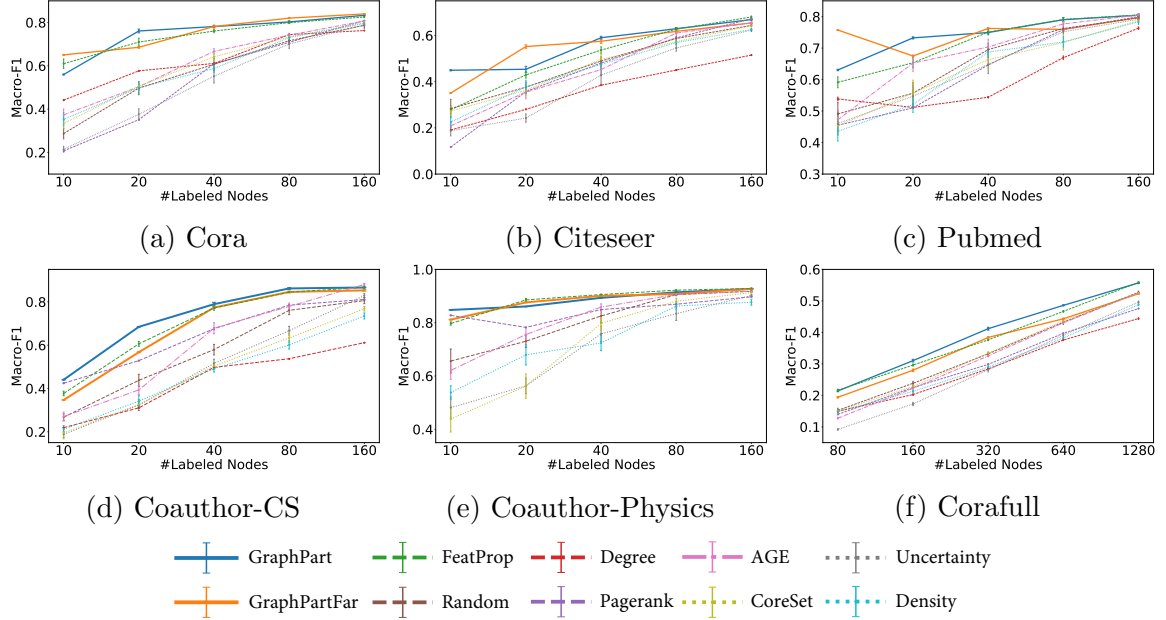 0.8
0.6
0.4
0.2
Macro-F1
10 20 40 80 160
#Labeled Nodes
(a) Cora
0.6
0.4
0.2
0.0
Macro-F1
10 20 40 80 160
#Labeled Nodes
(b) Citeseer
0.8
0.7
0.6
0.5
0.4
0.3
Macro-F1
10 20 40 80 160
#Labeled Nodes
(c) Pubmed
0.8
0.6
0.4
0.2
Macro-F1
10 20 40 80 160
#Labeled Nodes
(d) Coauthor-CS
1.0
0.8
0.6
0.4
Macro-F1
10 20 40 80 160
#Labeled Nodes
(e) Coauthor-Physics
0.6
0.5
0.4
0.3
0.2
0.1
Macro-F1
80 160 320 640 1280
#Labeled Nodes
(f) Corafull
GraphPart FeatProp Degree AGE Uncertainty
GraphPartFar Random Pagerank CoreSet Density